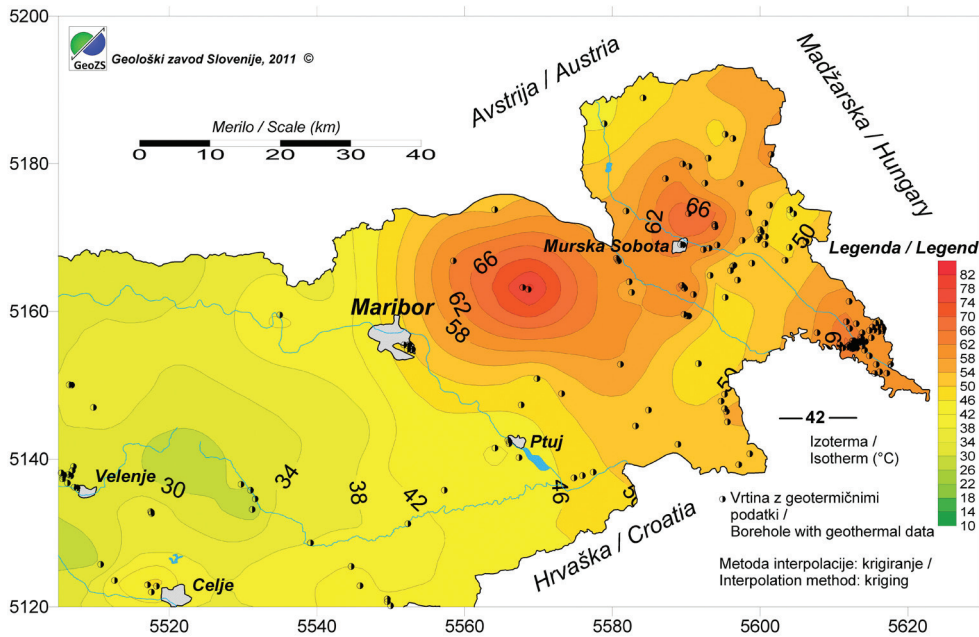 5200
5180
5160
5140
5120
5520
5540
5560
5580
5600
5620
GeoZS
Geološki zavod Slovenije, 2011 ©
Merilo / Scale (km)
0 10 20 30 40
Avstrija / Austria
Madžarska / Hungary
Hrvaška / Croatia
Maribor
Murska Sobota
Ptuj
Velenje
Celje
66
62
58
66
62
50
50
46
42
38
34
30
Legenda / Legend
82
78
74
70
66
62
58
54
50
46
42
38
34
30
26
22
18
14
10
42
Izoterma /
Isotherm (°C)
Vrtina z geotermičnimi
podatki /
Borehole with geothermal data
Metoda interpolacije: krigiranje /
Interpolation method: kriging